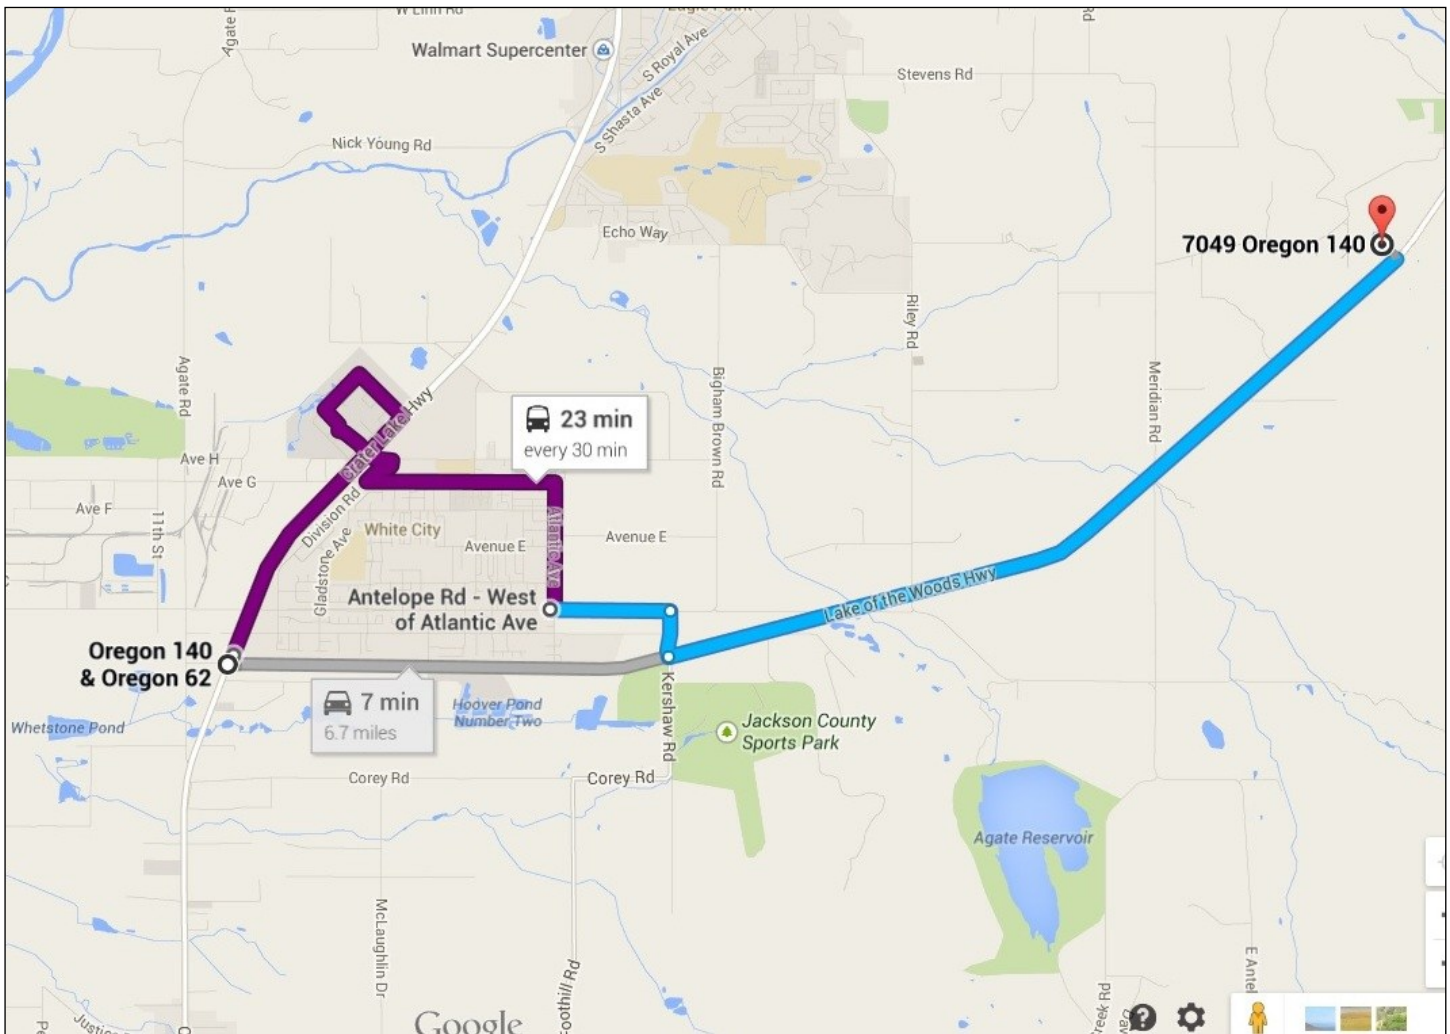 W Linn Rd
Eagle Point
Walmart Supercenter
S Royal Ave
Stevens Rd
S Shasta Ave
Nick Young Rd
Echo Way
7049 Oregon 140
Riley Rd
Agate Rd
Crater Lake Hwy
Bigham Brown Rd
Meridian Rd
23 min
every 30 min
Ave H
Ave G
Ave F
11th St
Division Rd
White City
Gladstone Ave
Avenue E
Atlantic Ave
Avenue E
Antelope Rd - West
of Atlantic Ave
Lake of the Woods Hwy
Oregon 140
& Oregon 62
7 min
6.7 miles
Hoover Pond
Number Two
Kershaw Rd
Whetstone Pond
Jackson County
Sports Park
Corey Rd
Corey Rd
Agate Reservoir
McLaughlin Dr
E Antel
Google